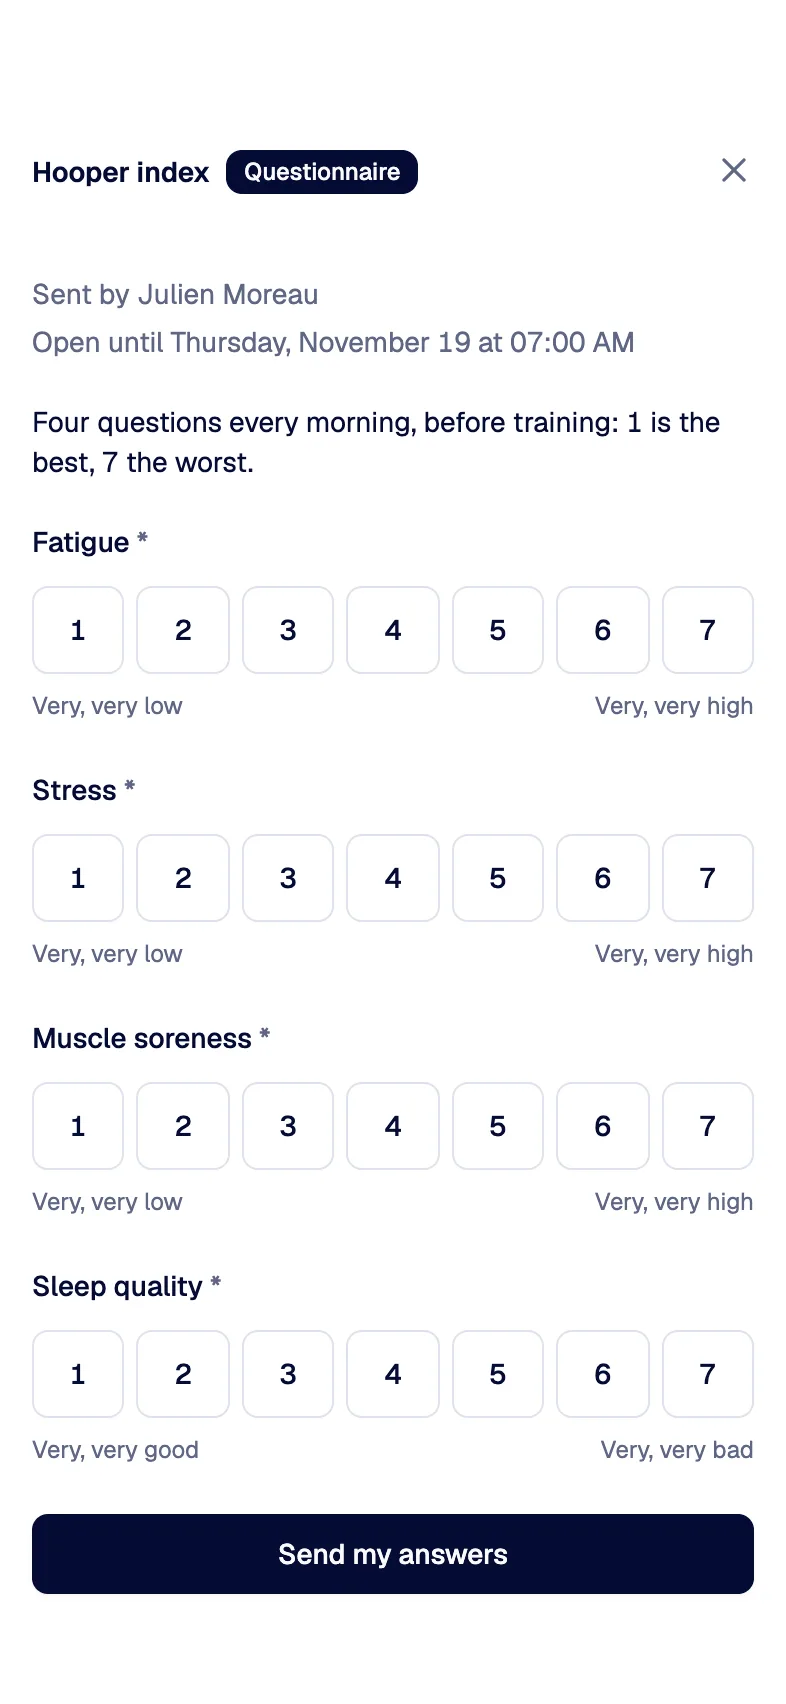 Hooper index Questionnaire
Sent by Julien Moreau
Open until Thursday, November 19 at 07:00 AM
Four questions every morning, before training: 1 is the
best, 7 the worst.
Fatigue *
1 2 3 4 5 6 7
Very, very low Very, very high
Stress *
1 2 3 4 5 6 7
Very, very low Very, very high
Muscle soreness *
1 2 3 4 5 6 7
Very, very low Very, very high
Sleep quality *
1 2 3 4 5 6 7
Very, very good Very, very bad
Send my answers